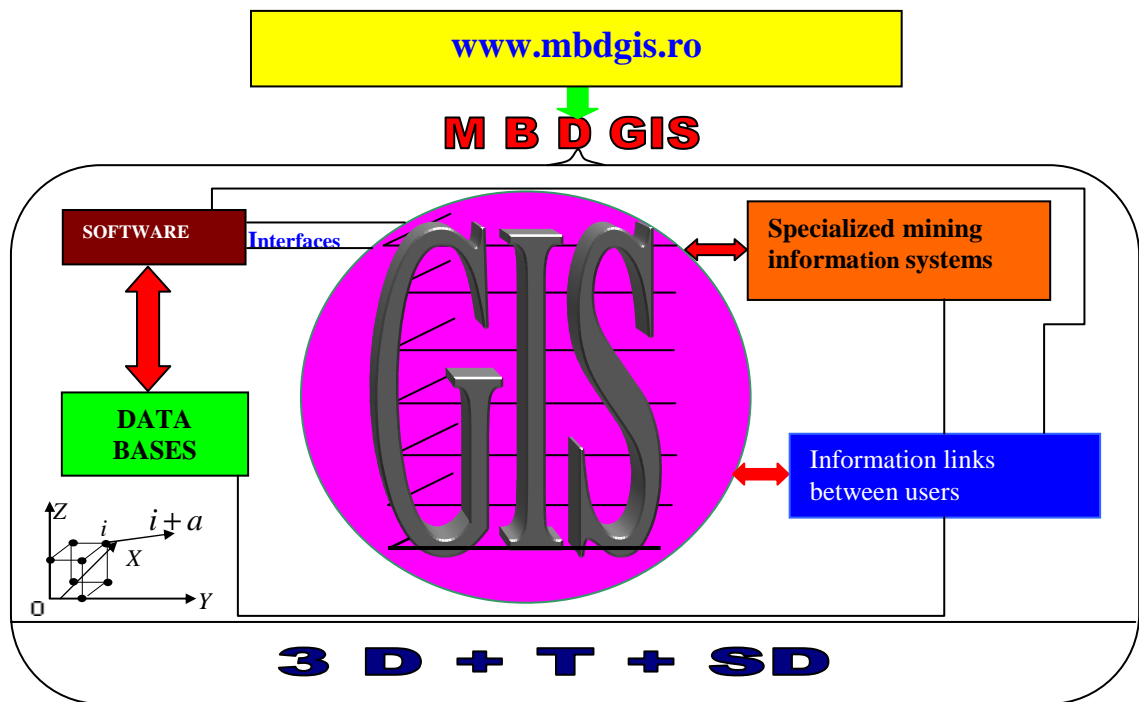 www.mbdgis.ro
M B D GIS
SOFTWARE
Interfaces
GIS
Specialized mining
information systems
DATA
BASES
Information links
between users
Z
i
i + a
X
0
Y
3 D + T + SD